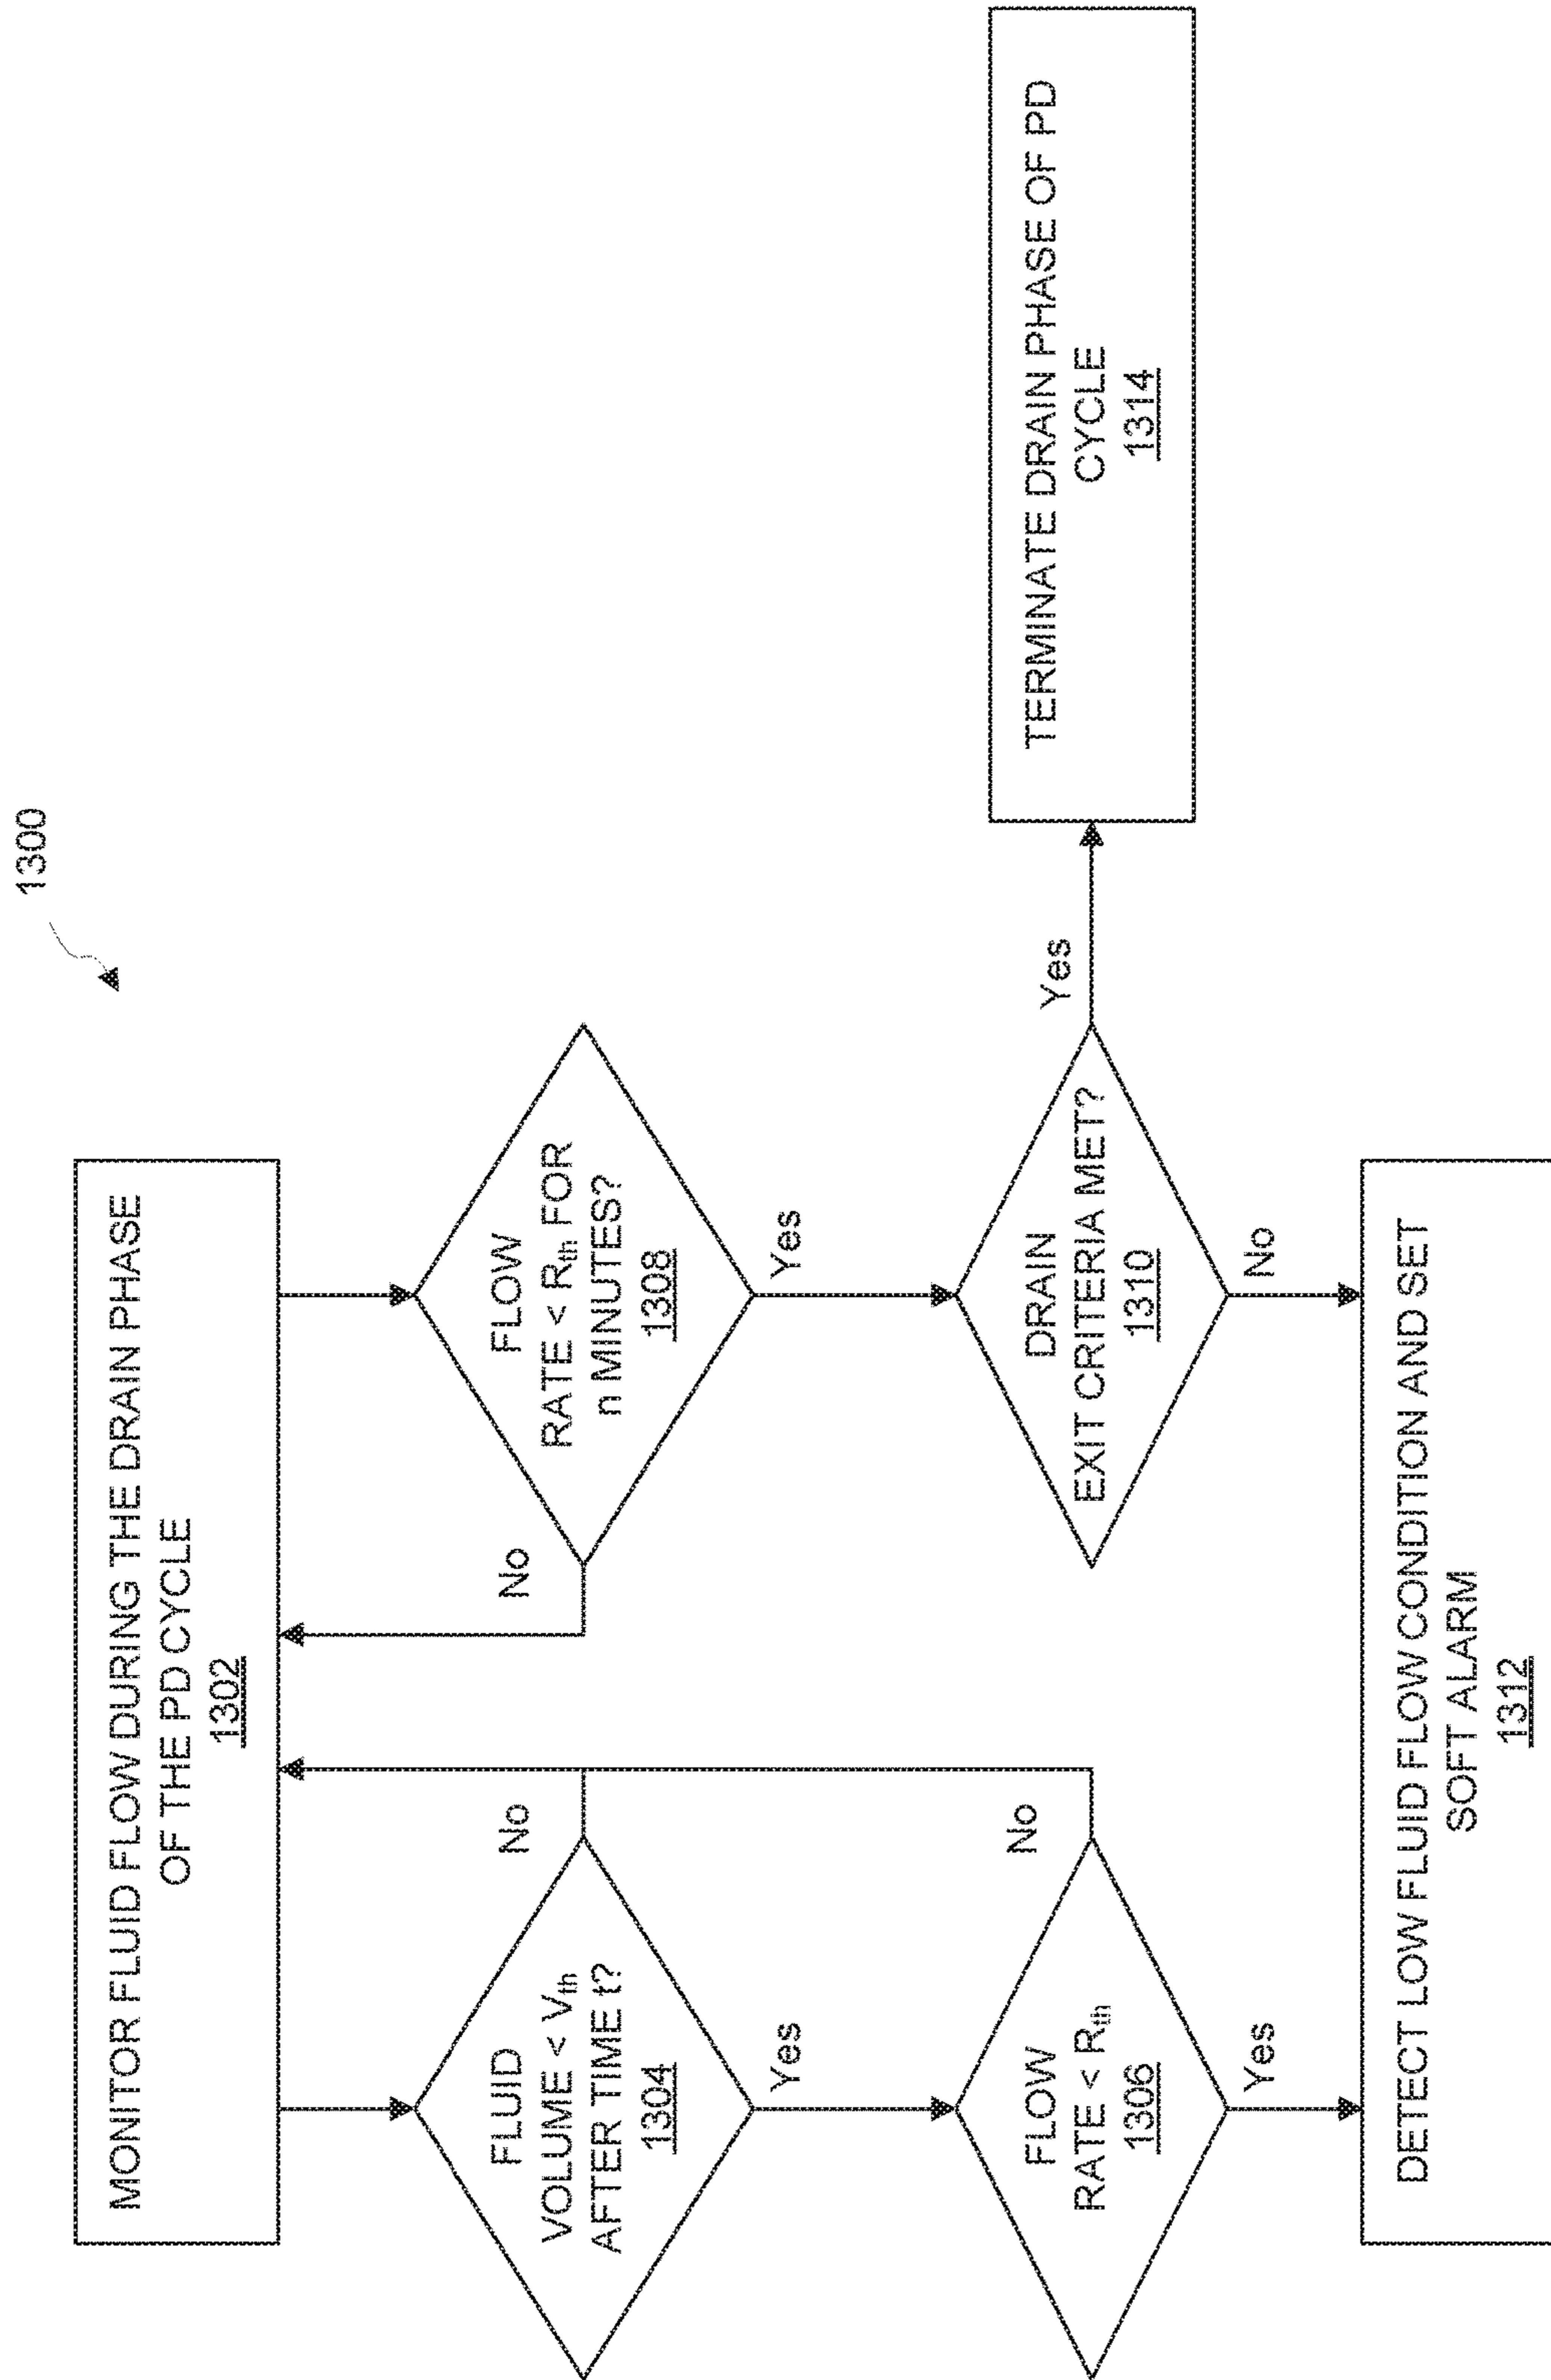 1300
MONITOR FLUID FLOW DURING THE DRAIN PHASE
OF THE PD CYCLE
1302
FLUID
VOLUME < Vth
AFTER TIME t?
1304
No
Yes
FLOW
RATE < Rth
1306
No
Yes
FLOW
RATE < Rth FOR
n MINUTES?
1308
No
Yes
DRAIN
EXIT CRITERIA MET?
1310
Yes
No
DETECT LOW FLUID FLOW CONDITION AND SET
SOFT ALARM
1312
TERMINATE DRAIN PHASE OF PD
CYCLE
1314